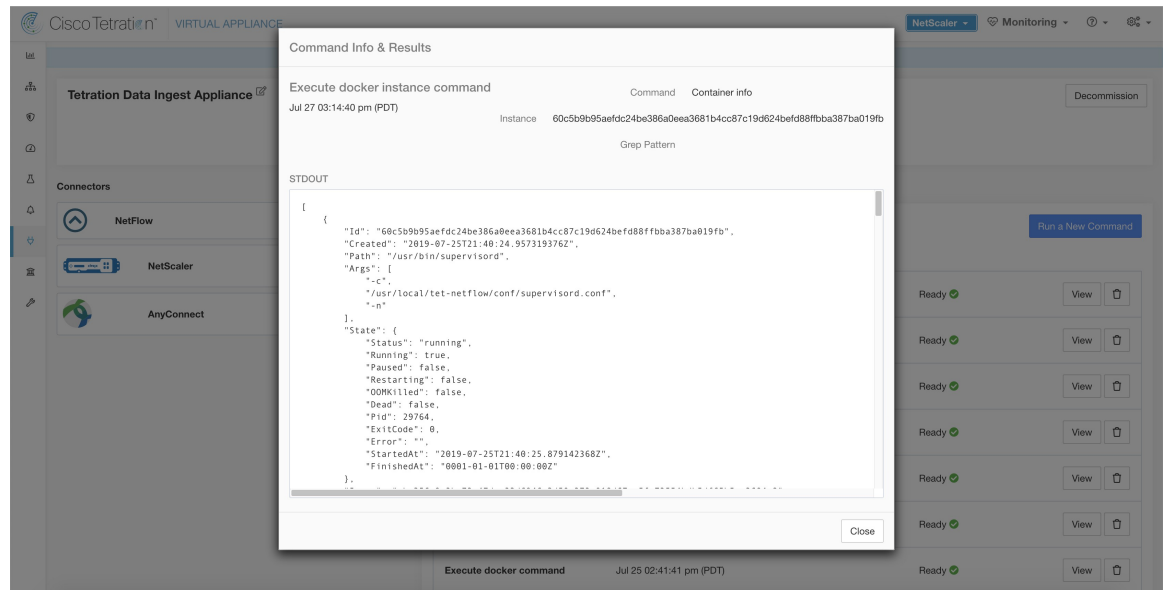 Cisco Tetration™ VIRTUAL APPLIANCE
NetScaler
Monitoring
Tetration Data Ingest Appliance
Decommission
Connectors
NetFlow
NetScaler
AnyConnect
Command Info & Results
Execute docker instance command
Jul 27 03:14:40 pm (PDT)
Command Container info
Instance 60c5b9b95aefdc24be386a0eea3681b4cc87c19d624befd88ffbba387ba019fb
Grep Pattern
STDOUT
[
{
"Id": "60c5b9b95aefdc24be386a0eea3681b4cc87c19d624befd88ffbba387ba019fb",
"Created": "2019-07-25T21:40:24.957319376Z",
"Path": "/usr/bin/supervisord",
"Args": [
"-c",
"/usr/local/tet-netflow/conf/supervisord.conf",
"-n"
],
"State": {
"Status": "running",
"Running": true,
"Paused": false,
"Restarting": false,
"OOMKilled": false,
"Dead": false,
"Pid": 29764,
"ExitCode": 0,
"Error": "",
"StartedAt": "2019-07-25T21:40:25.879142368Z",
"FinishedAt": "0001-01-01T00:00:00Z"
},
Close
Run a New Command
Ready View
Ready View
Ready View
Ready View
Ready View
Ready View
Execute docker command Jul 25 02:41:41 pm (PDT) Ready View